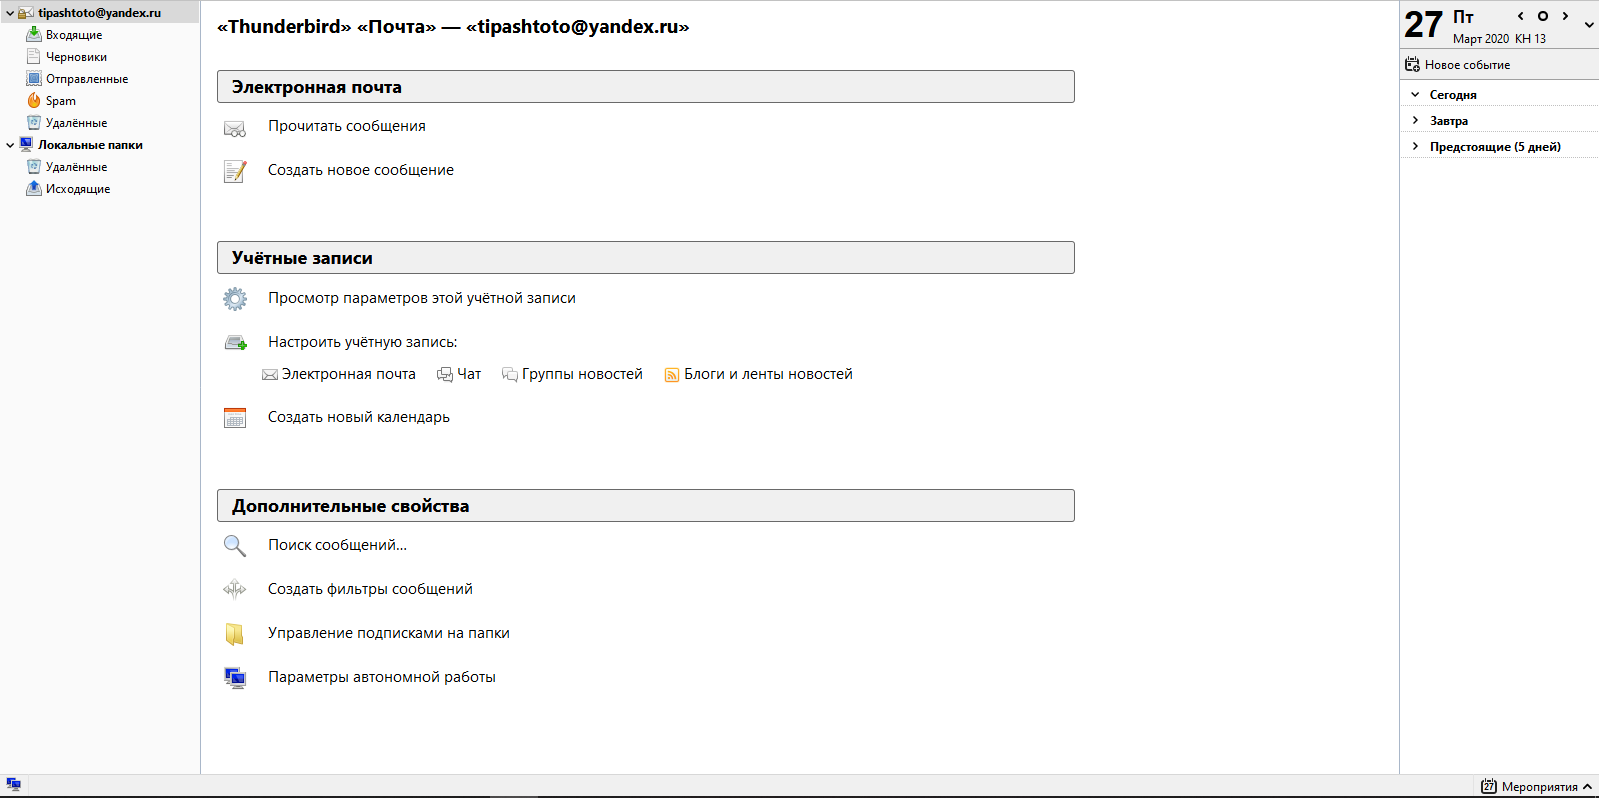 tipashtoto@yandex.ru
Входящие
Черновики
Отправленные
Spam
Удалённые
Локальные папки
Удалённые
Исходящие
«Thunderbird» «Почта» — «tipashtoto@yandex.ru»
Электронная почта
Прочитать сообщения
Создать новое сообщение
Учётные записи
Просмотр параметров этой учётной записи
Настроить учётную запись:
Электронная почта Чат Группы новостей Блоги и ленты новостей
Создать новый календарь
Дополнительные свойства
Поиск сообщений...
Создать фильтры сообщений
Управление подписками на папки
Параметры автономной работы
27 Пт
Март 2020 КН 13
Новое событие
Сегодня
Завтра
Предстоящие (5 дней)
27 Мероприятия